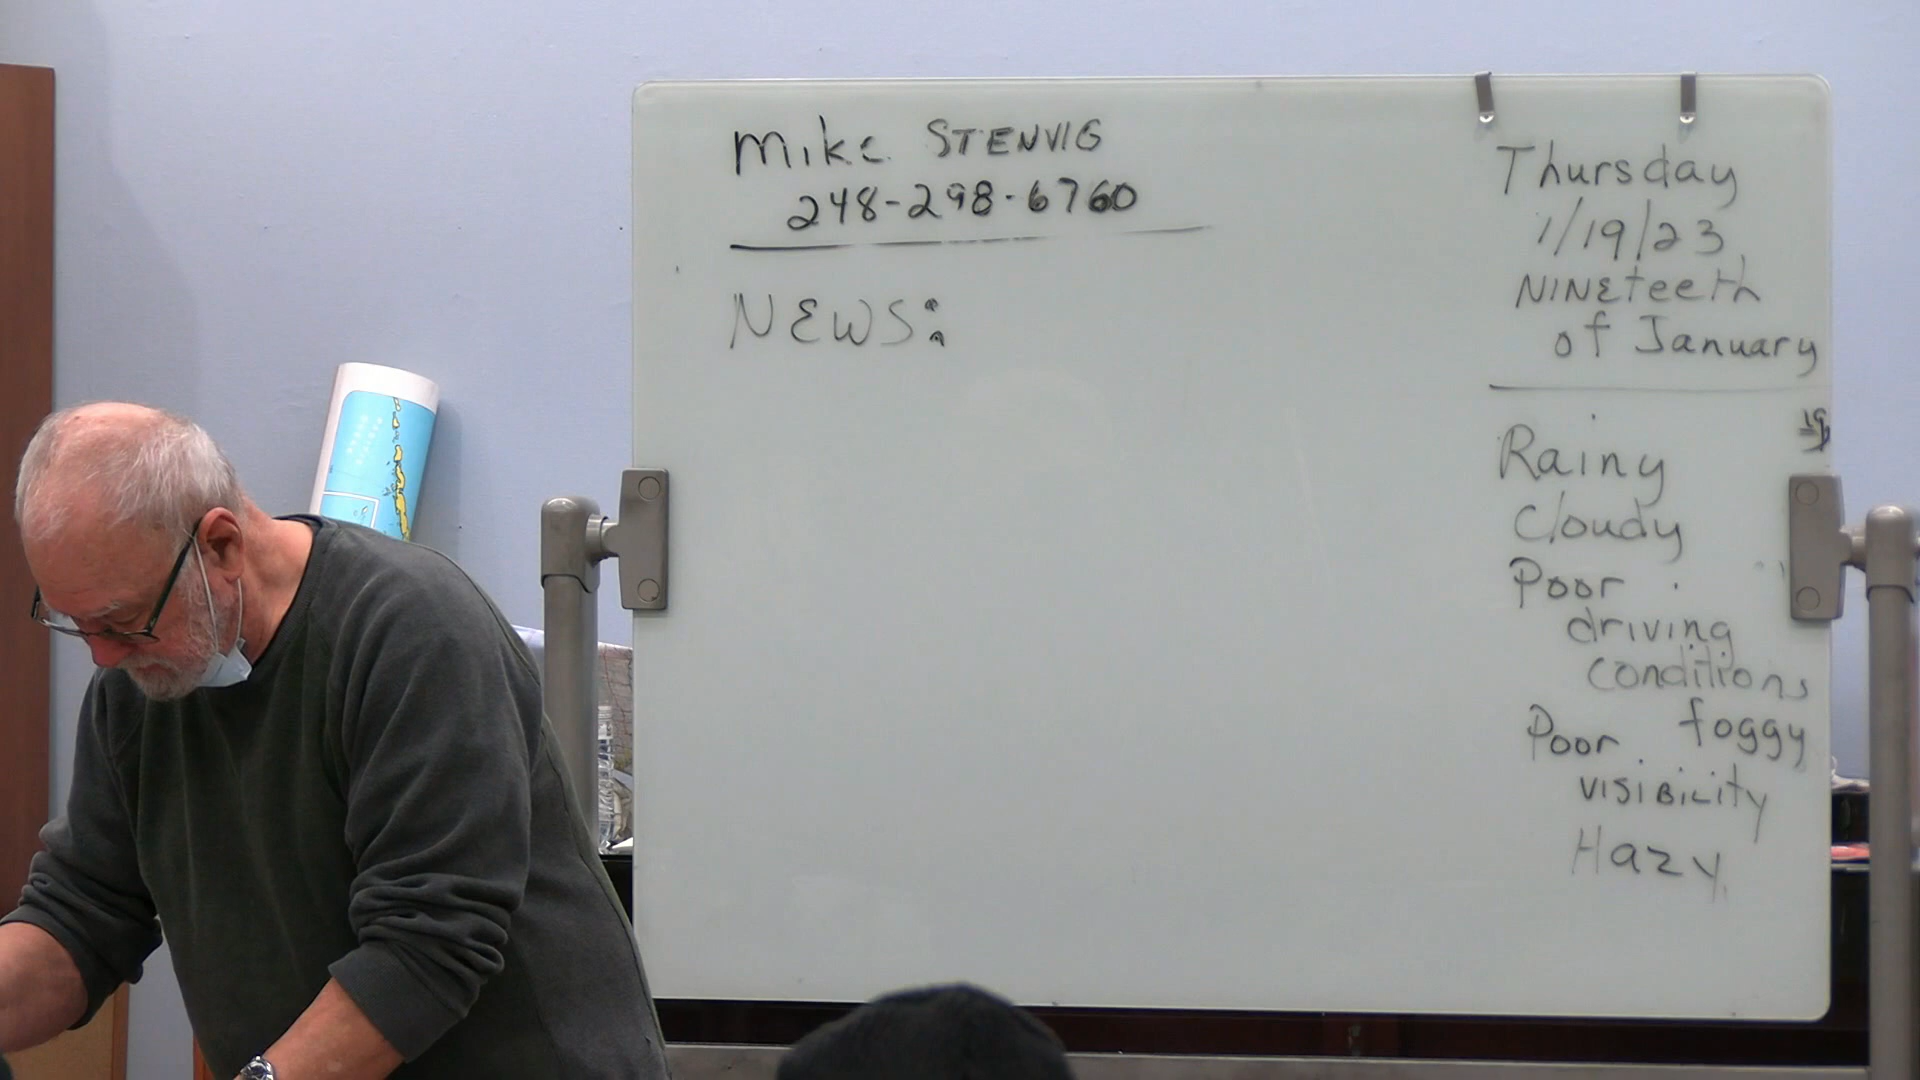 Mike STENVIG
248-298-6760
NEWS:
Thursday
1/19/23
NINEteeth
of January
19
Rainy
Cloudy
Poor
driving
conditions
Poor foggy
visibility
Hazy